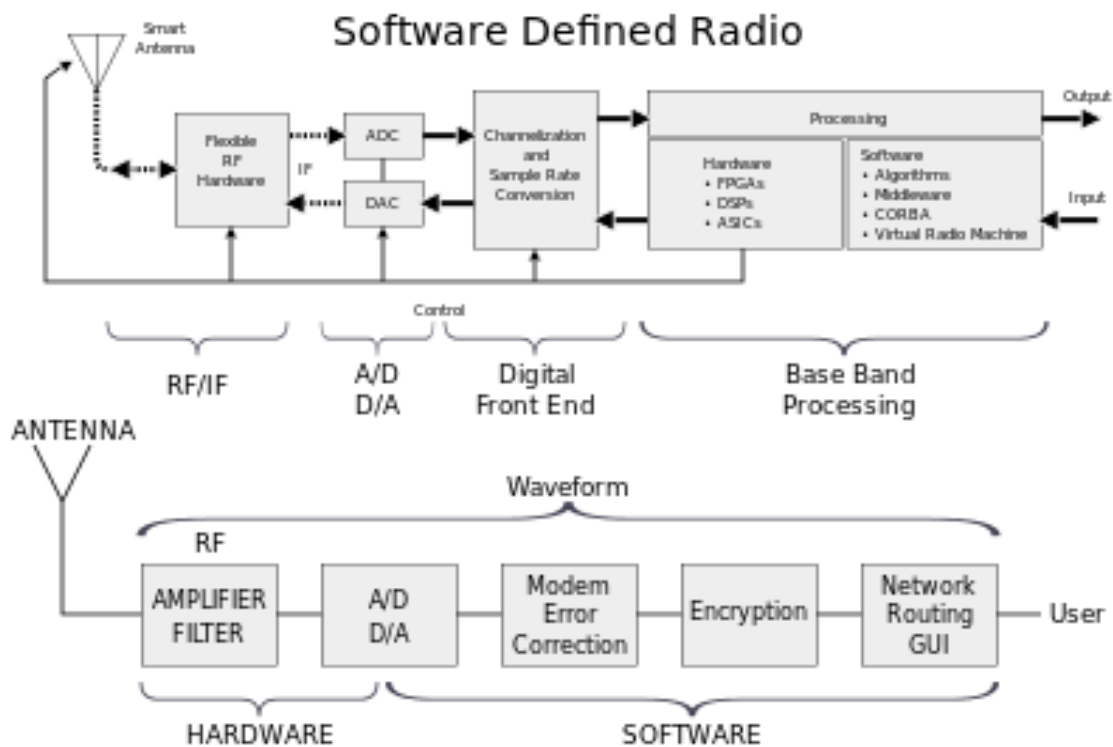 Software Defined Radio
Smart
Antenna
Flexible
RF
Hardware
IF
ADC
DAC
Channelization
and
Sample Rate
Conversion
Processing
Hardware
• FPGAs
• DSPs
• ASICs
Software
• Algorithms
• Middleware
• CORBA
• Virtual Radio Machine
Output
Input
Control
RF/IF
A/D
D/A
Digital
Front End
Base Band
Processing
ANTENNA
Waveform
RF
AMPLIFIER
FILTER
A/D
D/A
Modem
Error
Correction
Encryption
Network
Routing
GUI
User
HARDWARE
SOFTWARE